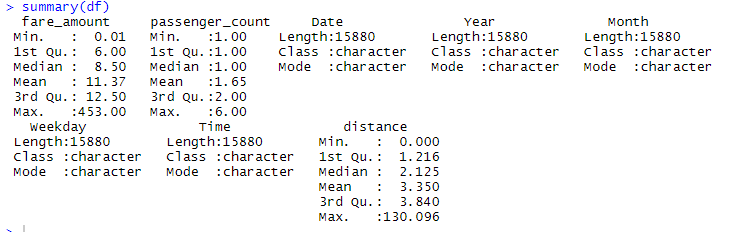 > summary(df)
  fare_amount     passenger_count     Date               Year              Month
 Min.   :  0.01   Min.   :1.00    Length:15880       Length:15880       Length:15880
 1st Qu.:  6.00   1st Qu.:1.00    Class :character   Class :character   Class :character
 Median :  8.50   Median :1.00    Mode  :character   Mode  :character   Mode  :character
 Mean   : 11.37   Mean   :1.65
 3rd Qu.: 12.50   3rd Qu.:2.00
 Max.   :453.00   Max.   :6.00
   Weekday              Time              distance
 Length:15880       Length:15880       Min.   :  0.000
 Class :character   Class :character   1st Qu.:  1.216
 Mode  :character   Mode  :character   Median :  2.125
                                       Mean   :  3.350
                                       3rd Qu.:  3.840
                                       Max.   :130.096
>